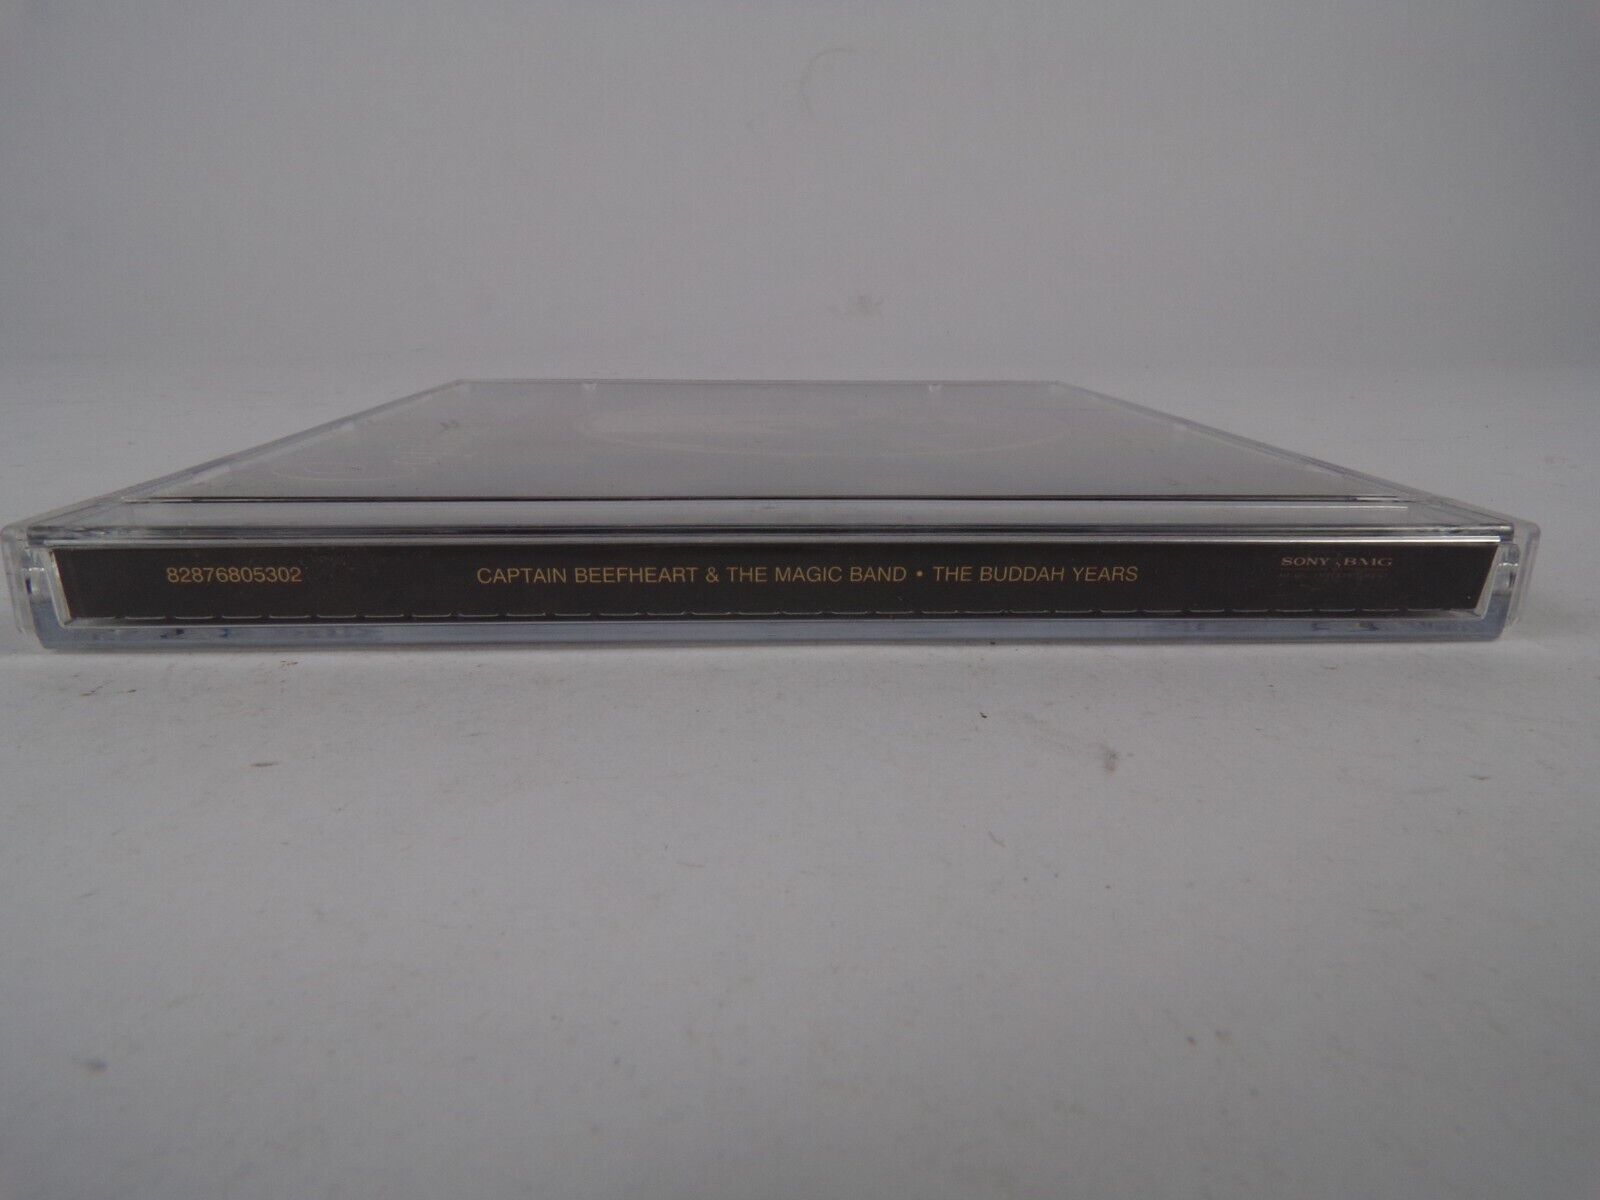 82876805302 CAPTAIN BEEFHEART & THE MAGIC BAND • THE BUDDAH YEARS SONY BMG